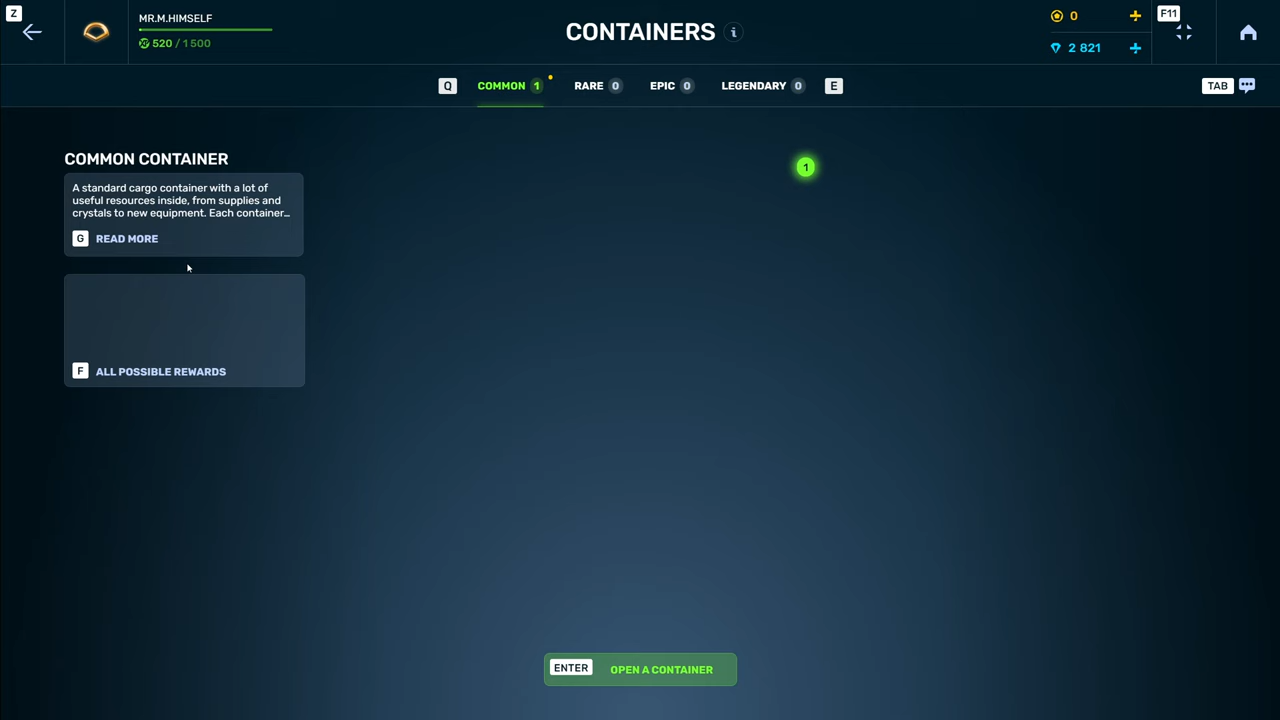 Z
MR.M.HIMSELF
520 / 1 500
CONTAINERS
i
0
2 821
F11
Q
COMMON 1
RARE 0
EPIC 0
LEGENDARY 0
E
TAB
COMMON CONTAINER
A standard cargo container with a lot of
useful resources inside, from supplies and
crystals to new equipment. Each container...
G READ MORE
1
F ALL POSSIBLE REWARDS
ENTER OPEN A CONTAINER